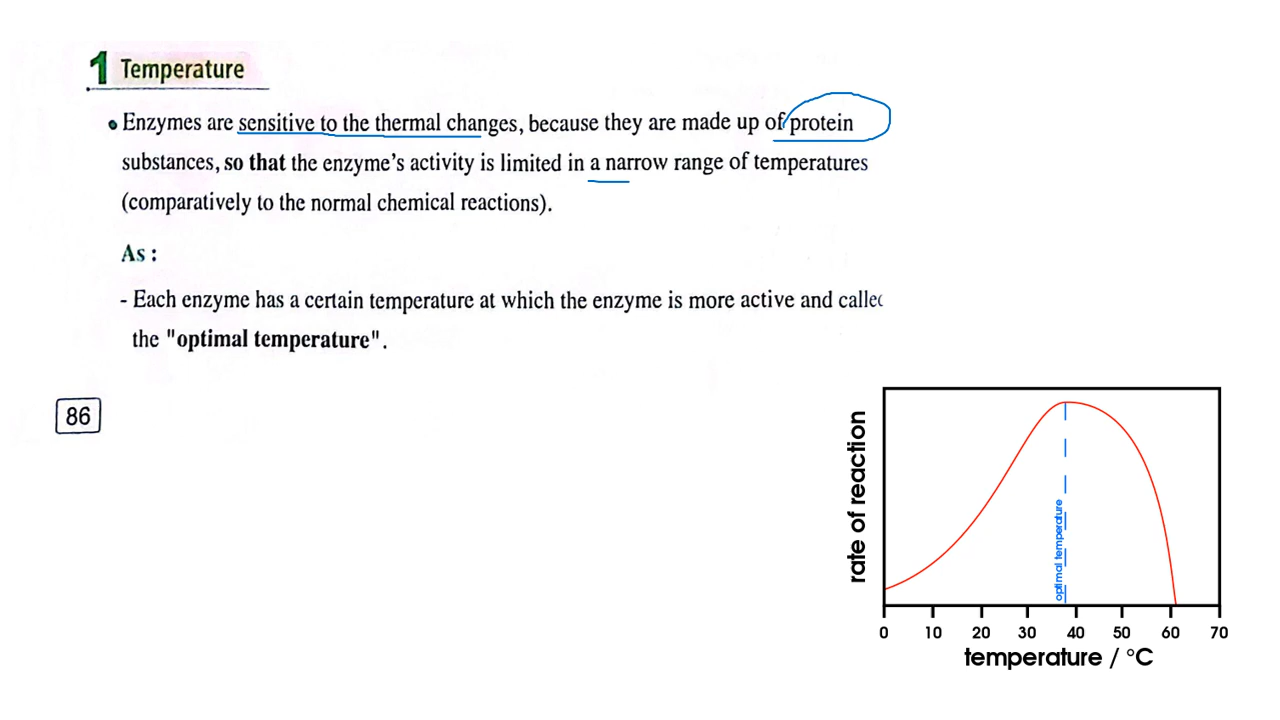 1 Temperature
• Enzymes are sensitive to the thermal changes, because they are made up of protein
substances, so that the enzyme's activity is limited in a narrow range of temperatures
(comparatively to the normal chemical reactions).
As :
- Each enzyme has a certain temperature at which the enzyme is more active and called
the "optimal temperature".
86
rate of reaction
optimal temperature
0 10 20 30 40 50 60 70
temperature / °C